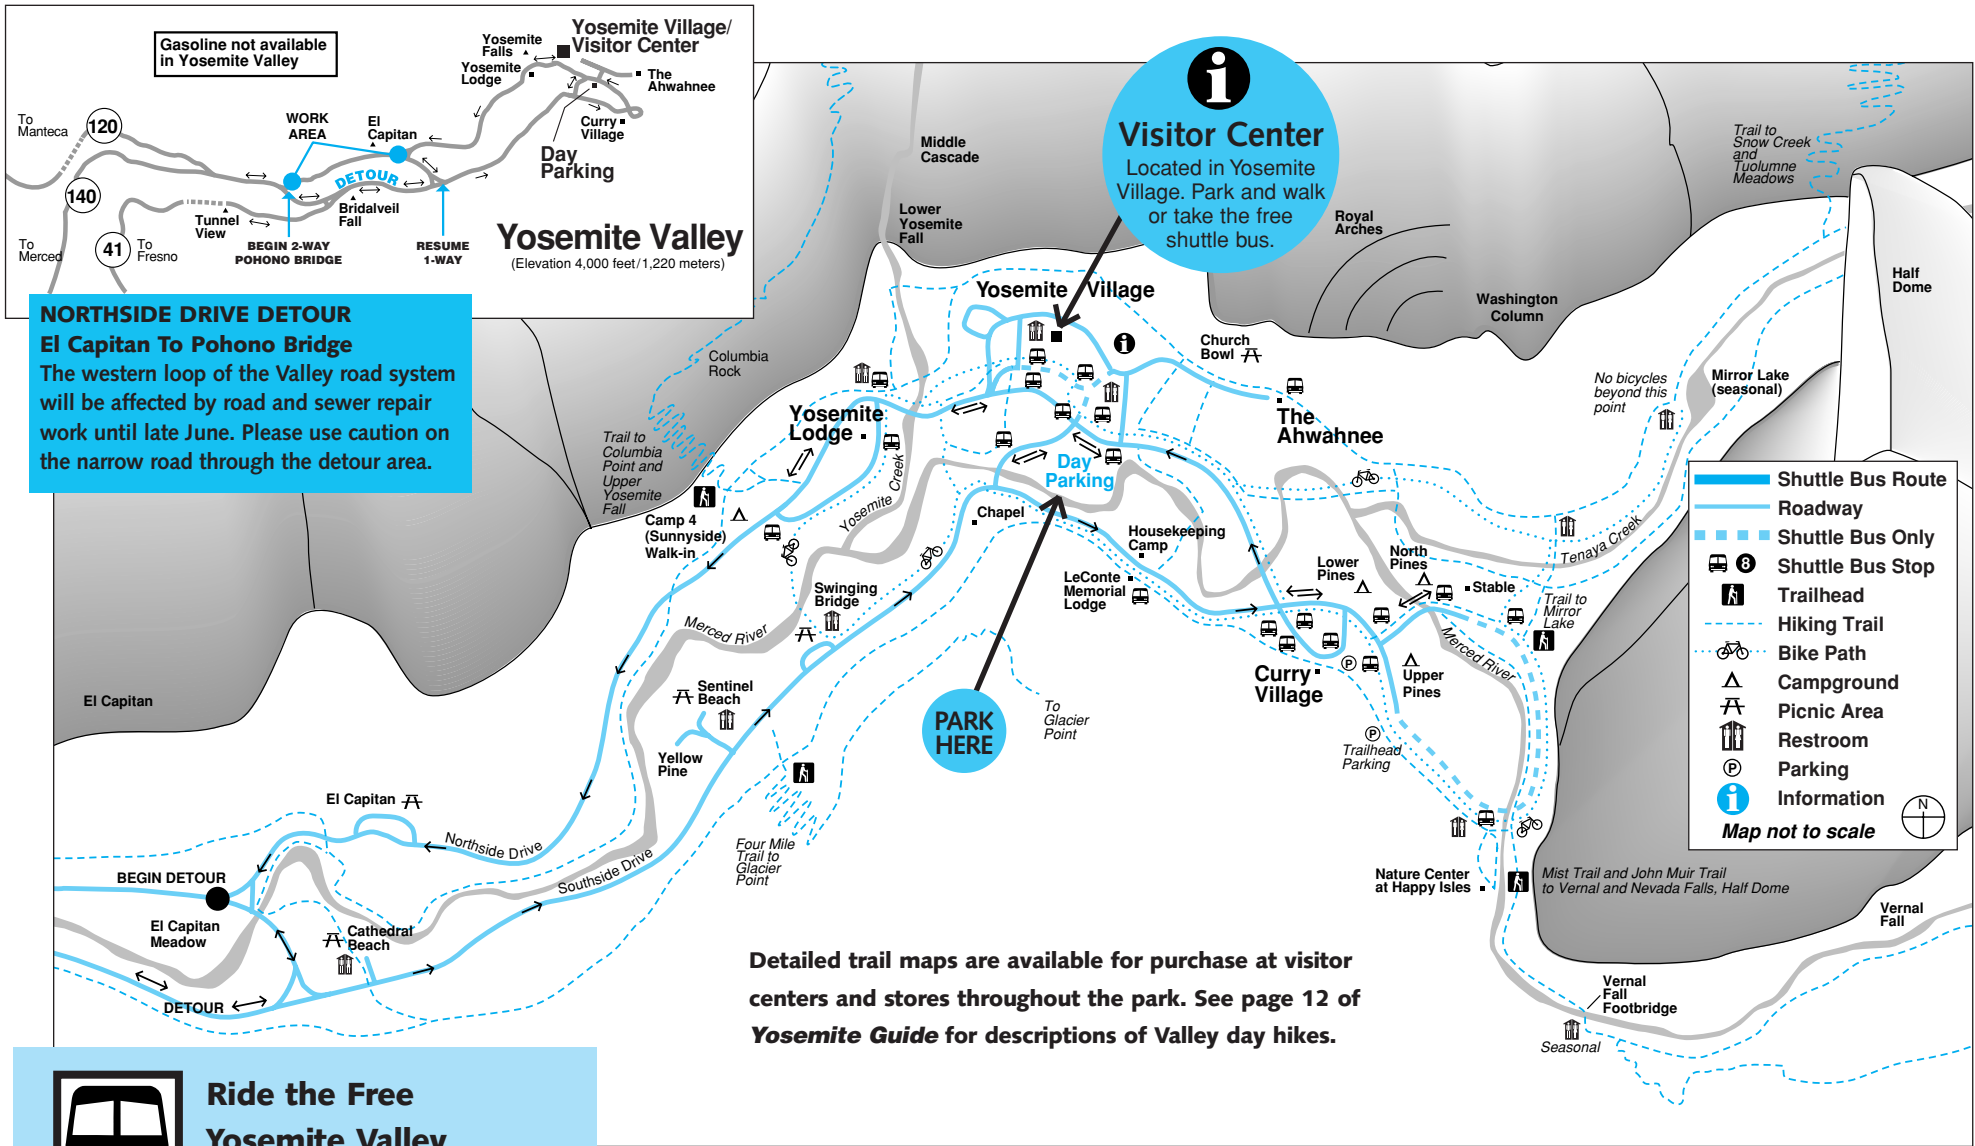 Gasoline not available
in Yosemite Valley
Yosemite Village/
Visitor Center
Yosemite
Falls
Yosemite
Lodge
The
Ahwahnee
Curry
Village
Day
Parking
To
Manteca
120
WORK
AREA
El
Capitan
DETOUR
140
Tunnel
View
Bridalveil
Fall
To
Merced
41
To
Fresno
BEGIN 2-WAY
POHONO BRIDGE
RESUME
1-WAY
Yosemite Valley
(Elevation 4,000 feet/1,220 meters)
NORTHSIDE DRIVE DETOUR
El Capitan To Pohono Bridge
The western loop of the Valley road system
will be affected by road and sewer repair
work until late June. Please use caution on
the narrow road through the detour area.
i
Visitor Center
Located in Yosemite
Village. Park and walk
or take the free
shuttle bus.
Middle
Cascade
Lower
Yosemite
Fall
Royal
Arches
Washington
Column
Trail to
Snow Creek
and
Tuolumne
Meadows
Half
Dome
Yosemite Village
i
Church
Bowl
Columbia
Rock
No bicycles
beyond this
point
Mirror Lake
(seasonal)
Yosemite
Lodge
The
Ahwahnee
Trail to
Columbia
Point and
Upper
Yosemite
Fall
Day
Parking
Camp 4
(Sunnyside)
Walk-in
Yosemite Creek
Chapel
Housekeeping
Camp
LeConte
Memorial
Lodge
Lower
Pines
North
Pines
Stable
Tenaya Creek
Trail to
Mirror
Lake
Swinging
Bridge
Merced River
Merced River
Curry
Village
P
Upper
Pines
Sentinel
Beach
Yellow
Pine
PARK
HERE
To
Glacier
Point
P
Trailhead
Parking
El Capitan
El Capitan
Northside Drive
Southside Drive
Four Mile
Trail to
Glacier
Point
BEGIN DETOUR
El Capitan
Meadow
Cathedral
Beach
DETOUR
Nature Center
at Happy Isles
Mist Trail and John Muir Trail
to Vernal and Nevada Falls, Half Dome
Vernal
Fall
Vernal
Fall
Footbridge
Seasonal
Shuttle Bus Route
Roadway
Shuttle Bus Only
8 Shuttle Bus Stop
Trailhead
Hiking Trail
Bike Path
Campground
Picnic Area
Restroom
P Parking
i Information
N
Map not to scale
Detailed trail maps are available for purchase at visitor
centers and stores throughout the park. See page 12 of
Yosemite Guide for descriptions of Valley day hikes.
Ride the Free
Yosemite Valley